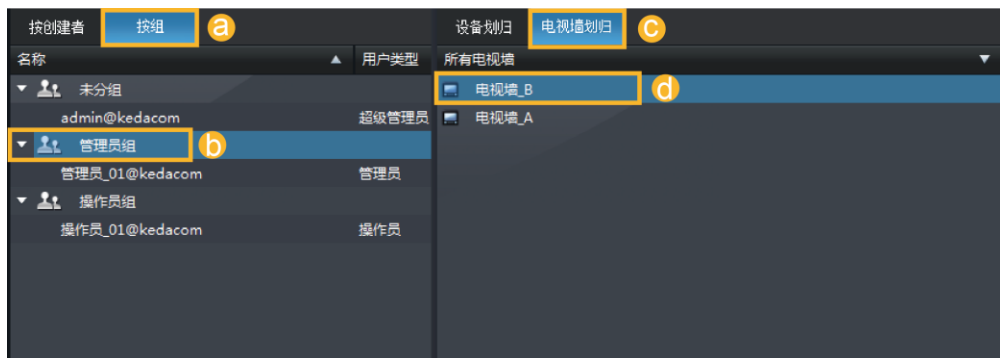 按创建者 按组 a 设备划归 电视墙划归 c
名称 用户类型 所有电视墙
未分组 电视墙_B d
admin@kedacom 超级管理员 电视墙_A
管理员组 b
管理员_01@kedacom 管理员
操作员组
操作员_01@kedacom 操作员